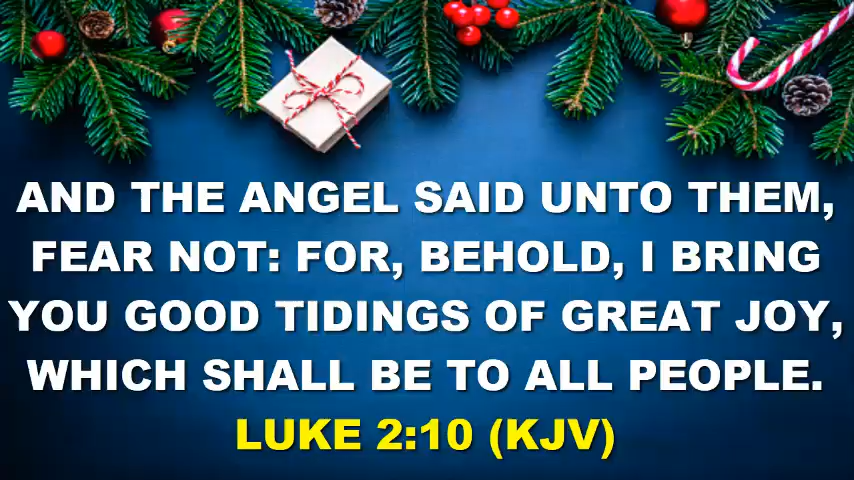 AND THE ANGEL SAID UNTO THEM,
FEAR NOT: FOR, BEHOLD, I BRING
YOU GOOD TIDINGS OF GREAT JOY,
WHICH SHALL BE TO ALL PEOPLE.
LUKE 2:10 (KJV)